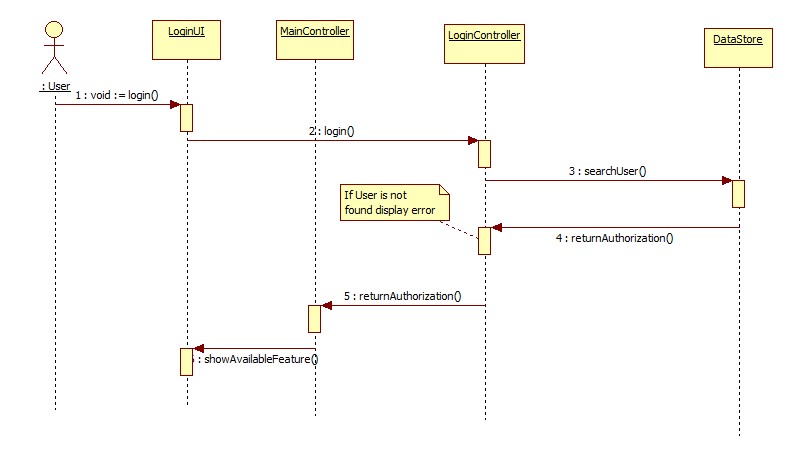 LoginUI
MainController
LoginController
DataStore
: User
1 : void := login()
2 : login()
3 : searchUser()
If User is not
found display error
4 : returnAuthorization()
5 : returnAuthorization()
: showAvailableFeature()